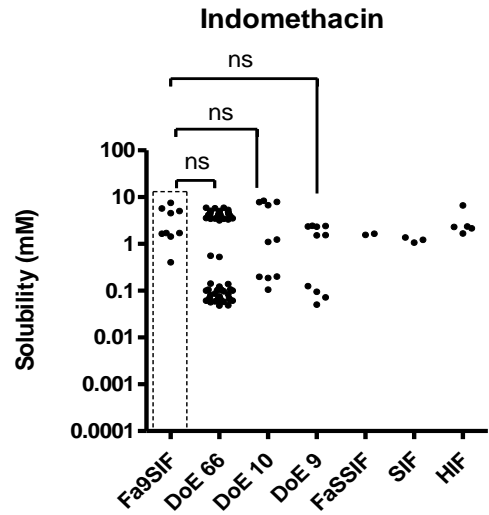 Indomethacin
ns
ns
ns
100
10
1
0.1
0.01
0.001
0.0001
Solubility (mM)
Fa9SIF
DoE 66
DoE 10
DoE 9
FaSSIF
SIF
HIF